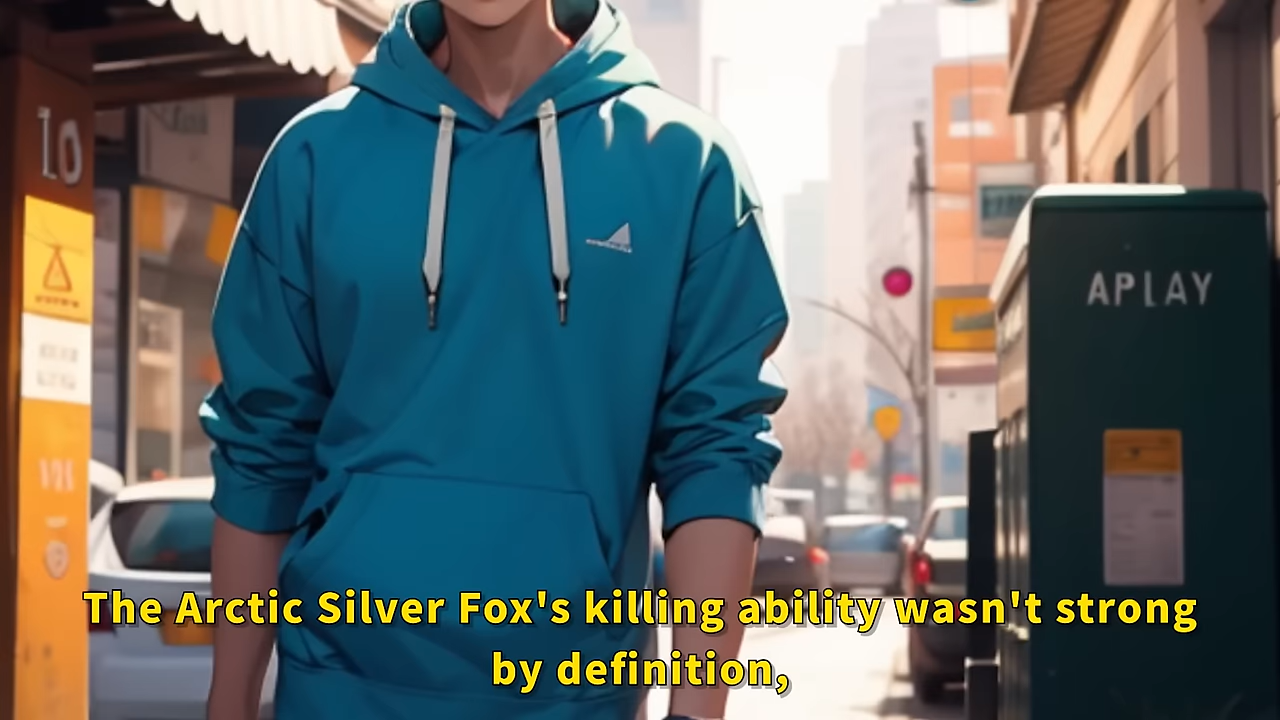 10
APLAY
The Arctic Silver Fox's killing ability wasn't strong
by definition,